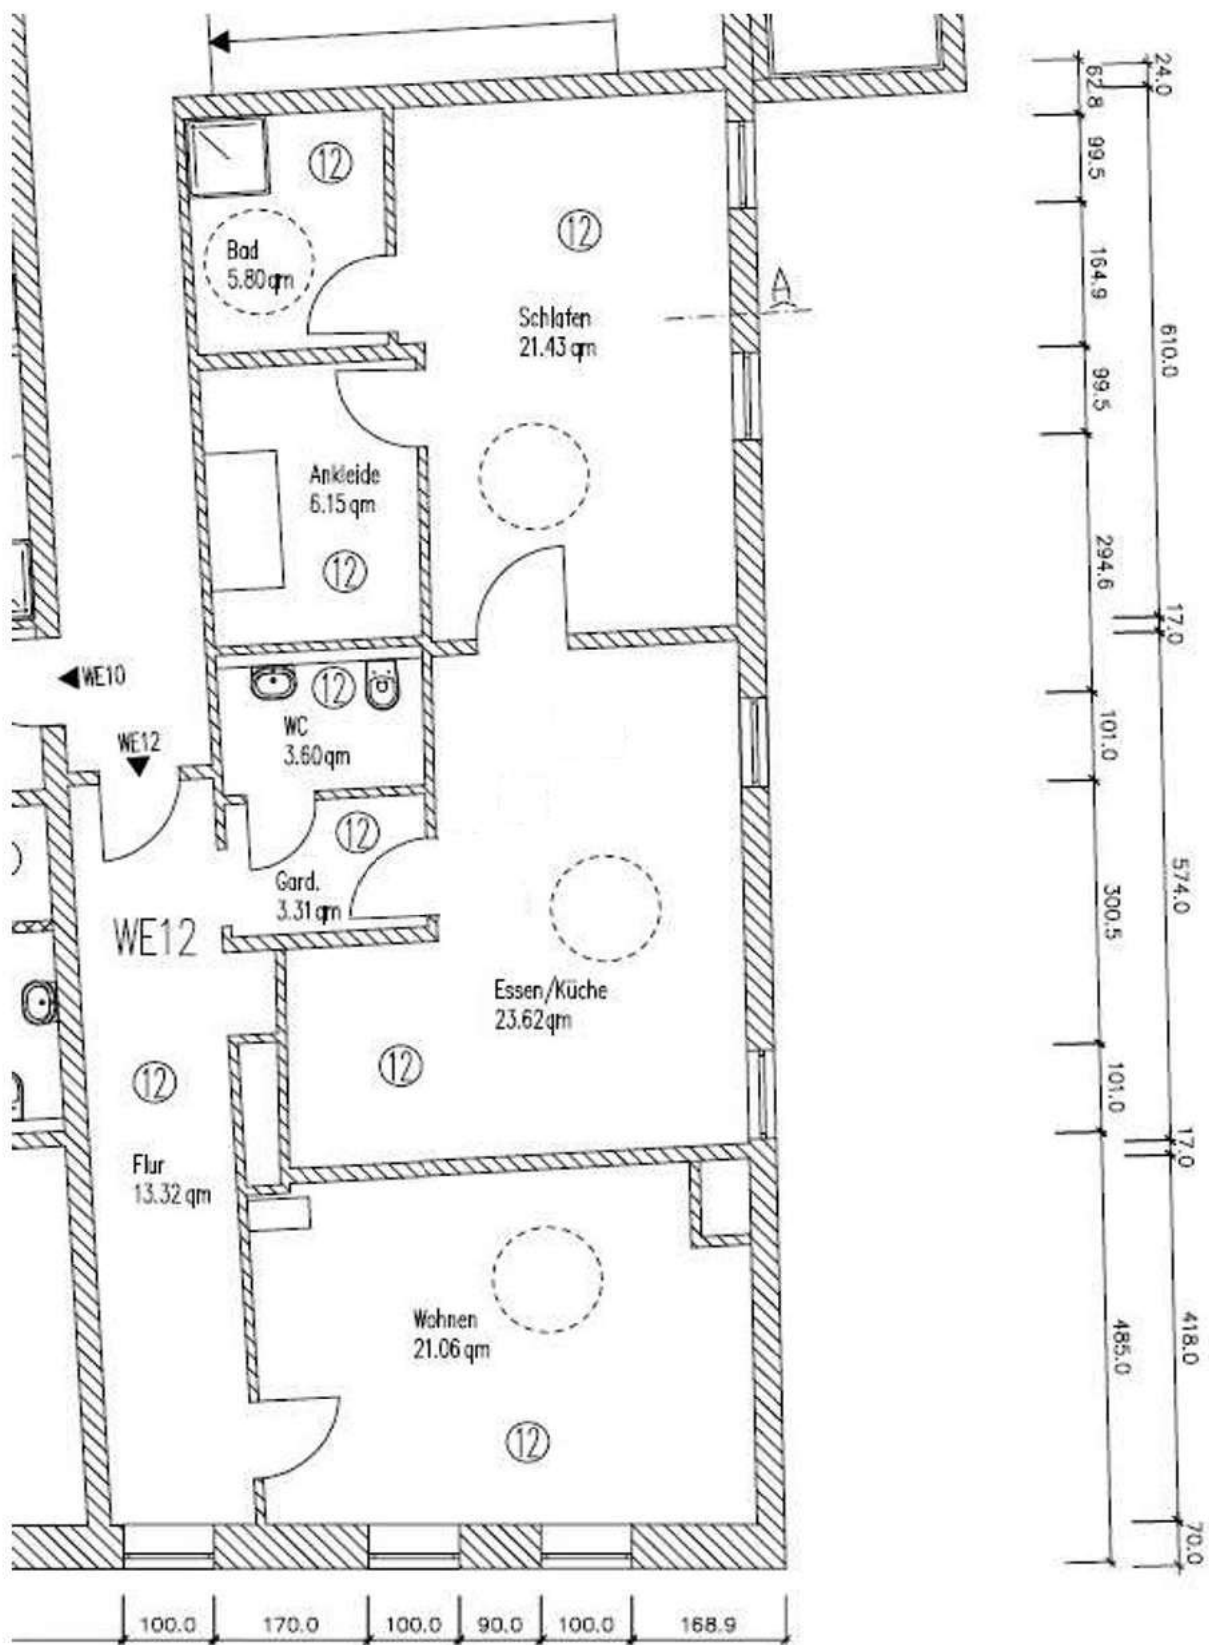 12
12
Bad
5.80 qm
Schlafen
21.43 qm
Ankleide
6.15 qm
12
WE10
12
WC
3.60 qm
WE12
12
Gard.
3.31 qm
WE12
Essen/Küche
23.62 qm
12
12
Flur
13.32 qm
Wohnen
21.06 qm
12
62.8
99.5
164.9
99.5
294.6
101.0
300.5
101.0
485.0
24.0
610.0
17.0
574.0
17.0
418.0
70.0
100.0
170.0
100.0
90.0
100.0
168.9